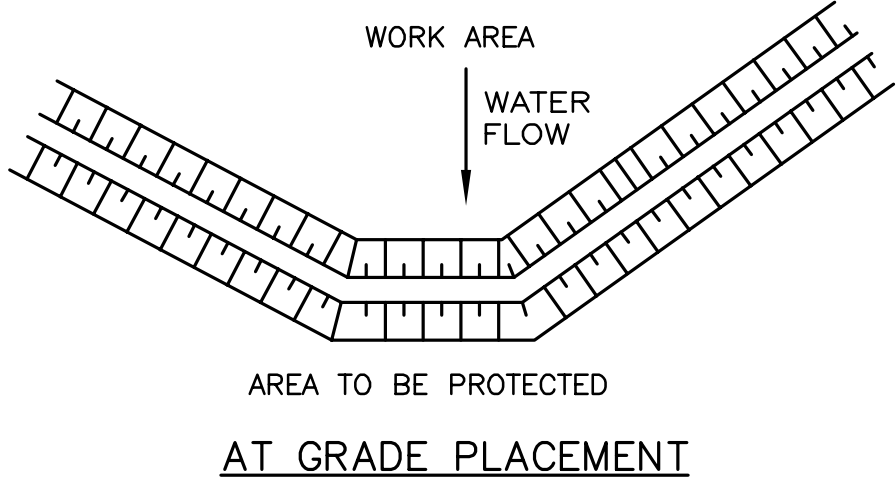 WORK AREA
WATER
FLOW
AREA TO BE PROTECTED
AT GRADE PLACEMENT